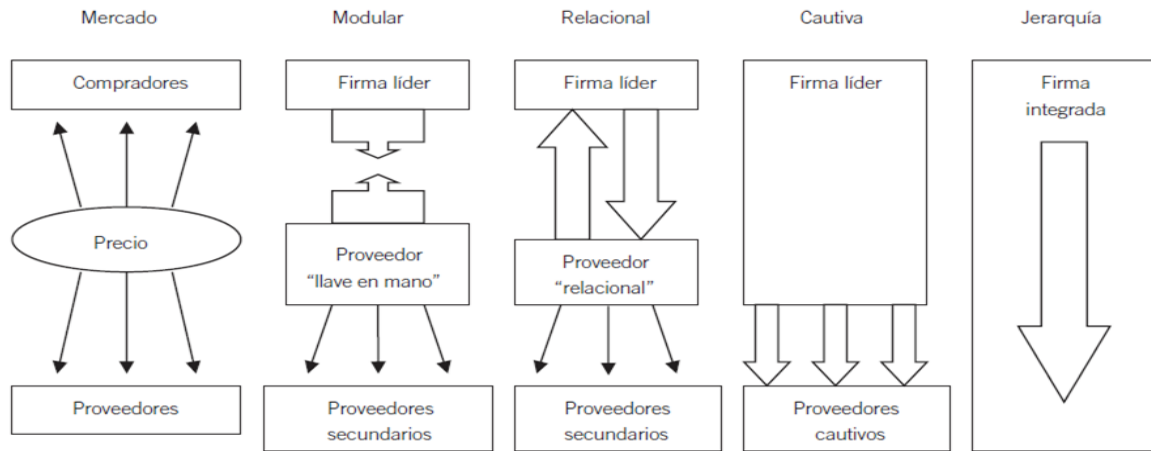 Mercado
Compradores
Precio
Proveedores
Modular
Firma líder
Proveedor
“llave en mano”
Proveedores
secundarios
Relacional
Firma líder
Proveedor
“relacional”
Proveedores
secundarios
Cautiva
Firma líder
Proveedores
cautivos
Jerarquía
Firma
integrada